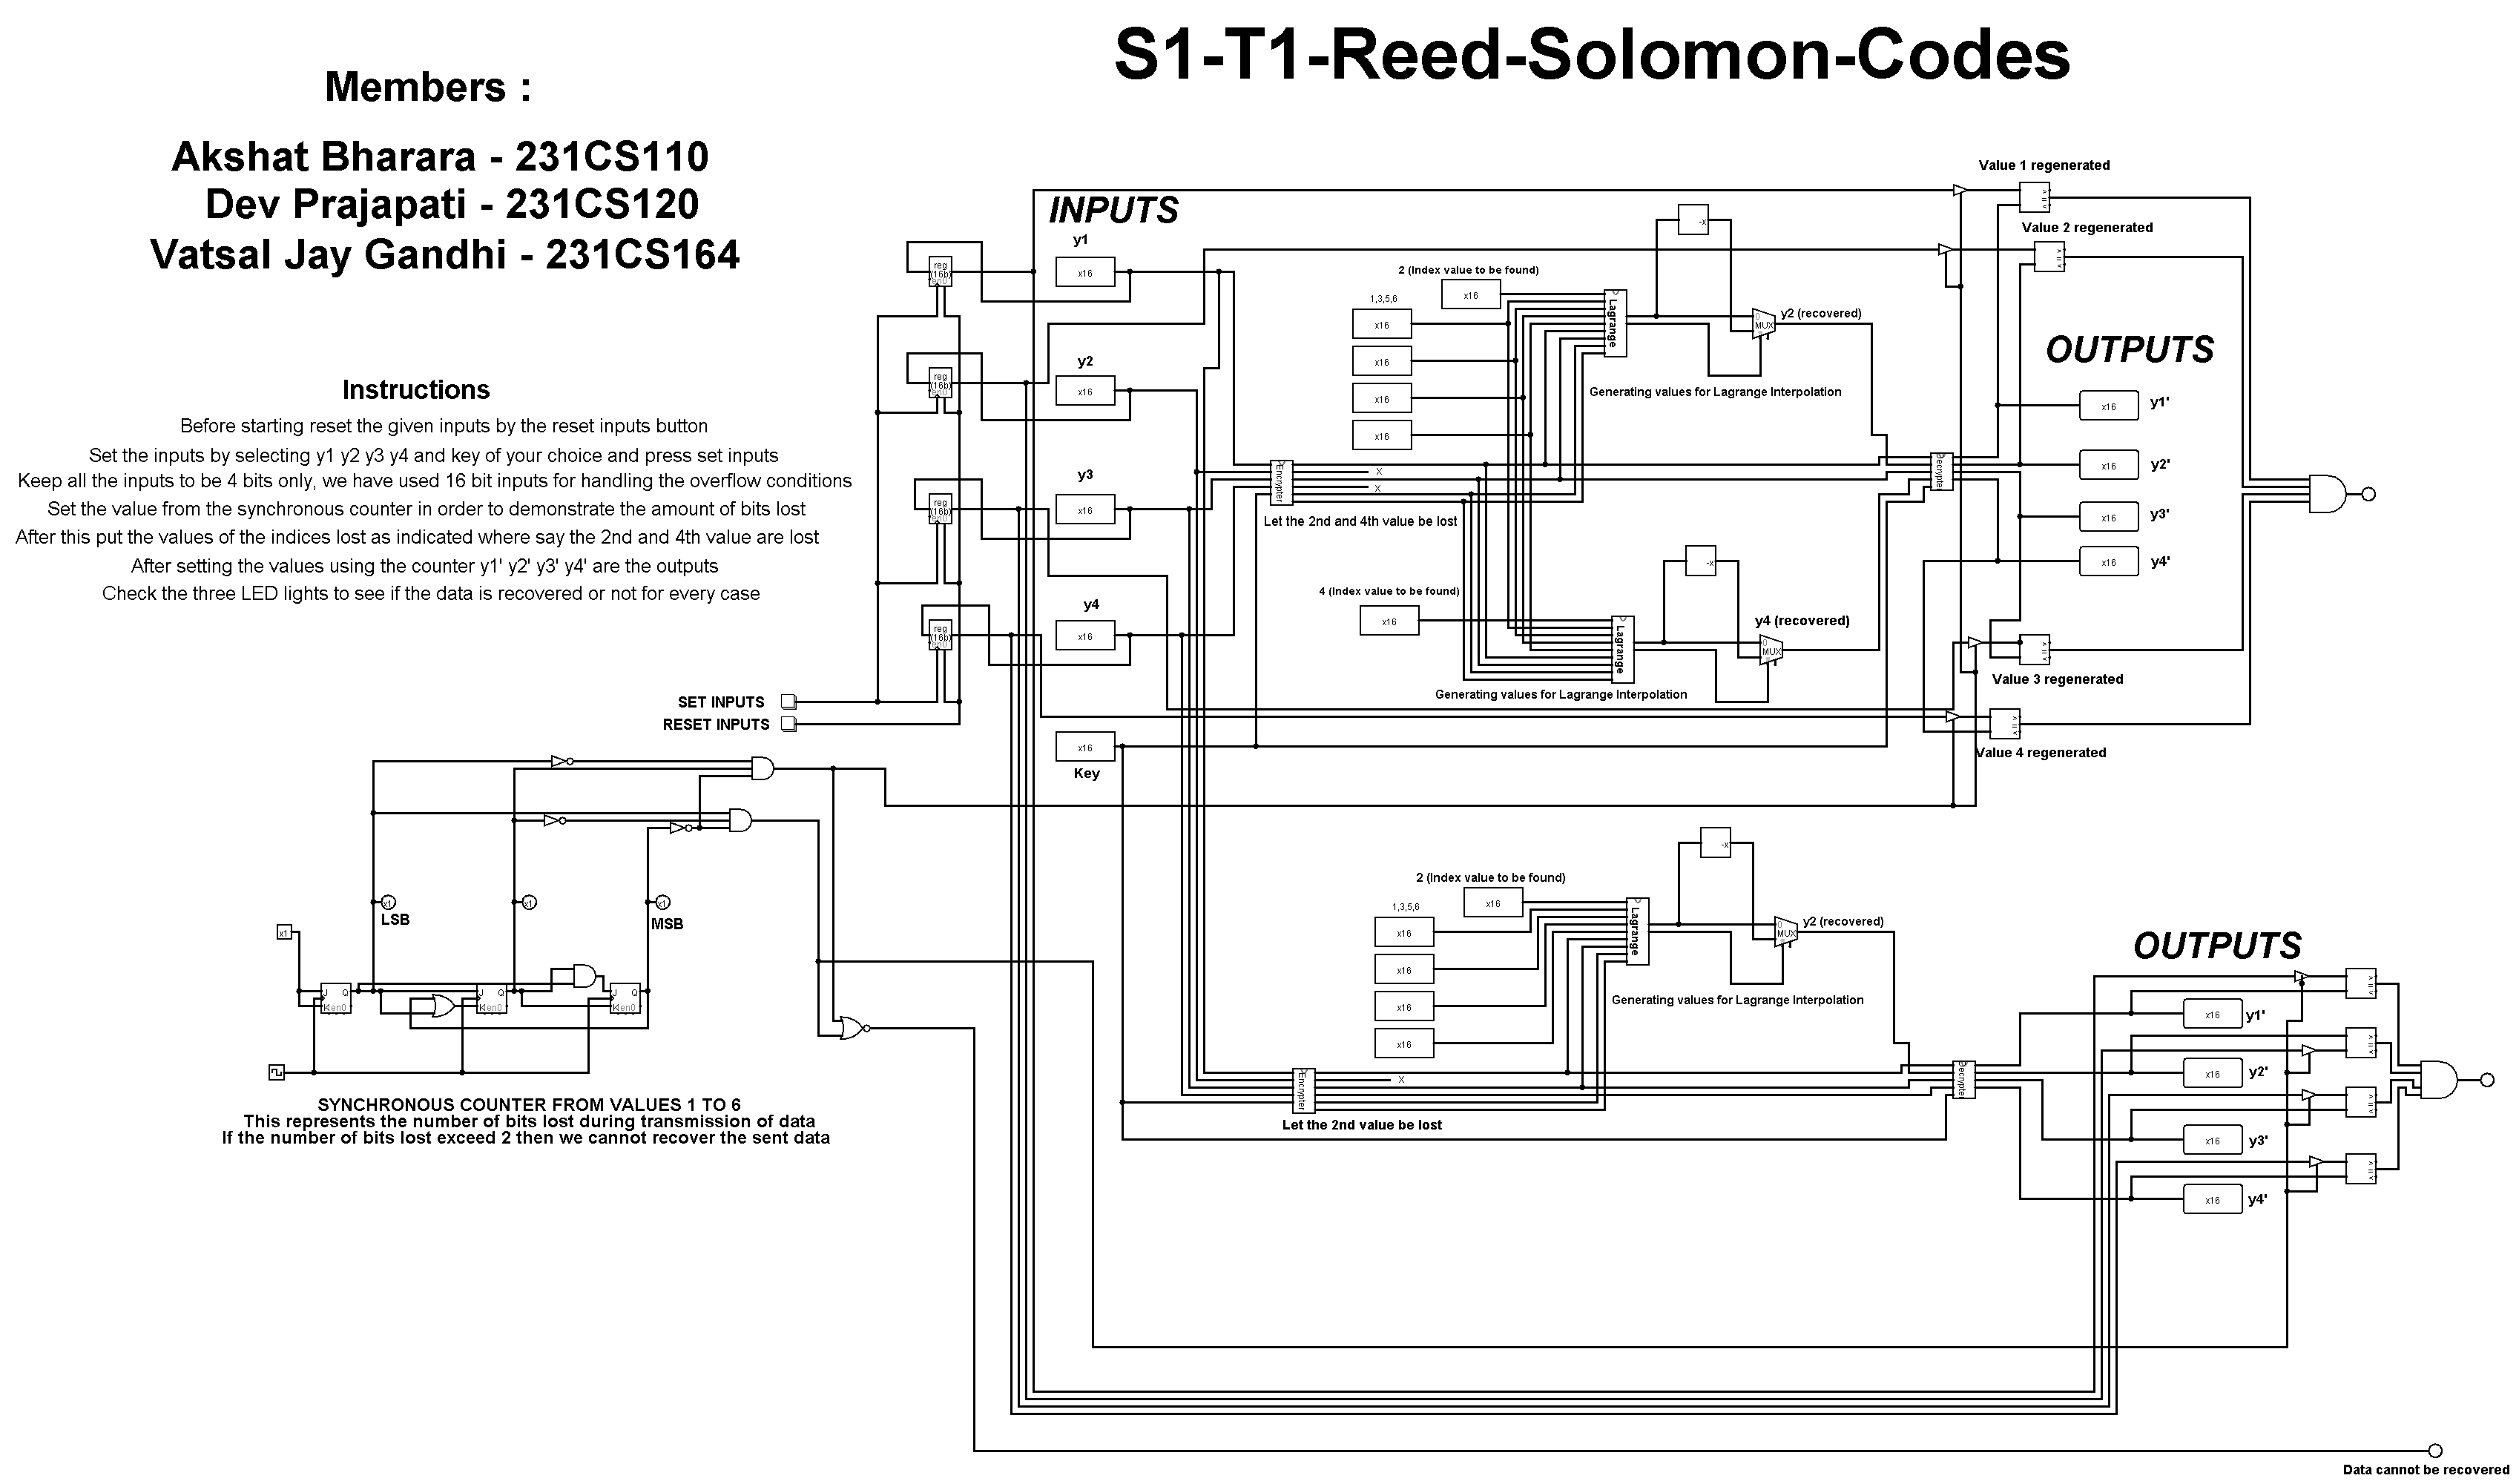 S1-T1-Reed-Solomon-Codes
Members :
Akshat Bharara - 231CS110
Dev Prajapati - 231CS120
Vatsal Jay Gandhi - 231CS164
Instructions
Before starting reset the given inputs by the reset inputs button
Set the inputs by selecting y1 y2 y3 y4 and key of your choice and press set inputs
Keep all the inputs to be 4 bits only, we have used 16 bit inputs for handling the overflow conditions
Set the value from the synchronous counter in order to demonstrate the amount of bits lost
After this put the values of the indices lost as indicated where say the 2nd and 4th value are lost
After setting the values using the counter y1' y2' y3' y4' are the outputs
Check the three LED lights to see if the data is recovered or not for every case
INPUTS
y1
x16
reg
(16b)
en0
y2
x16
reg
(16b)
en0
y3
x16
reg
(16b)
en0
y4
x16
reg
(16b)
en0
SET INPUTS
RESET INPUTS
x16
Key
2 (Index value to be found)
x16
1,3,5,6
x16
x16
x16
x16
Lagrange
-x
0
MUX
y2 (recovered)
Generating values for Lagrange Interpolation
Encrypter
X
X
Let the 2nd and 4th value be lost
4 (Index value to be found)
x16
Lagrange
-x
0
MUX
y4 (recovered)
Generating values for Lagrange Interpolation
Decrypter
Value 1 regenerated
Value 2 regenerated
OUTPUTS
x16 y1'
x16 y2'
x16 y3'
x16 y4'
Value 3 regenerated
Value 4 regenerated
LSB
x1
x1
x1
MSB
x1
J Q
K en0
J Q
K en0
J Q
K en0
SYNCHRONOUS COUNTER FROM VALUES 1 TO 6
This represents the number of bits lost during transmission of data
If the number of bits lost exceed 2 then we cannot recover the sent data
2 (Index value to be found)
x16
1,3,5,6
x16
x16
x16
x16
Lagrange
-x
0
MUX
y2 (recovered)
Generating values for Lagrange Interpolation
Encrypter
X
Let the 2nd value be lost
Decrypter
OUTPUTS
x16 y1'
x16 y2'
x16 y3'
x16 y4'
Data cannot be recovered